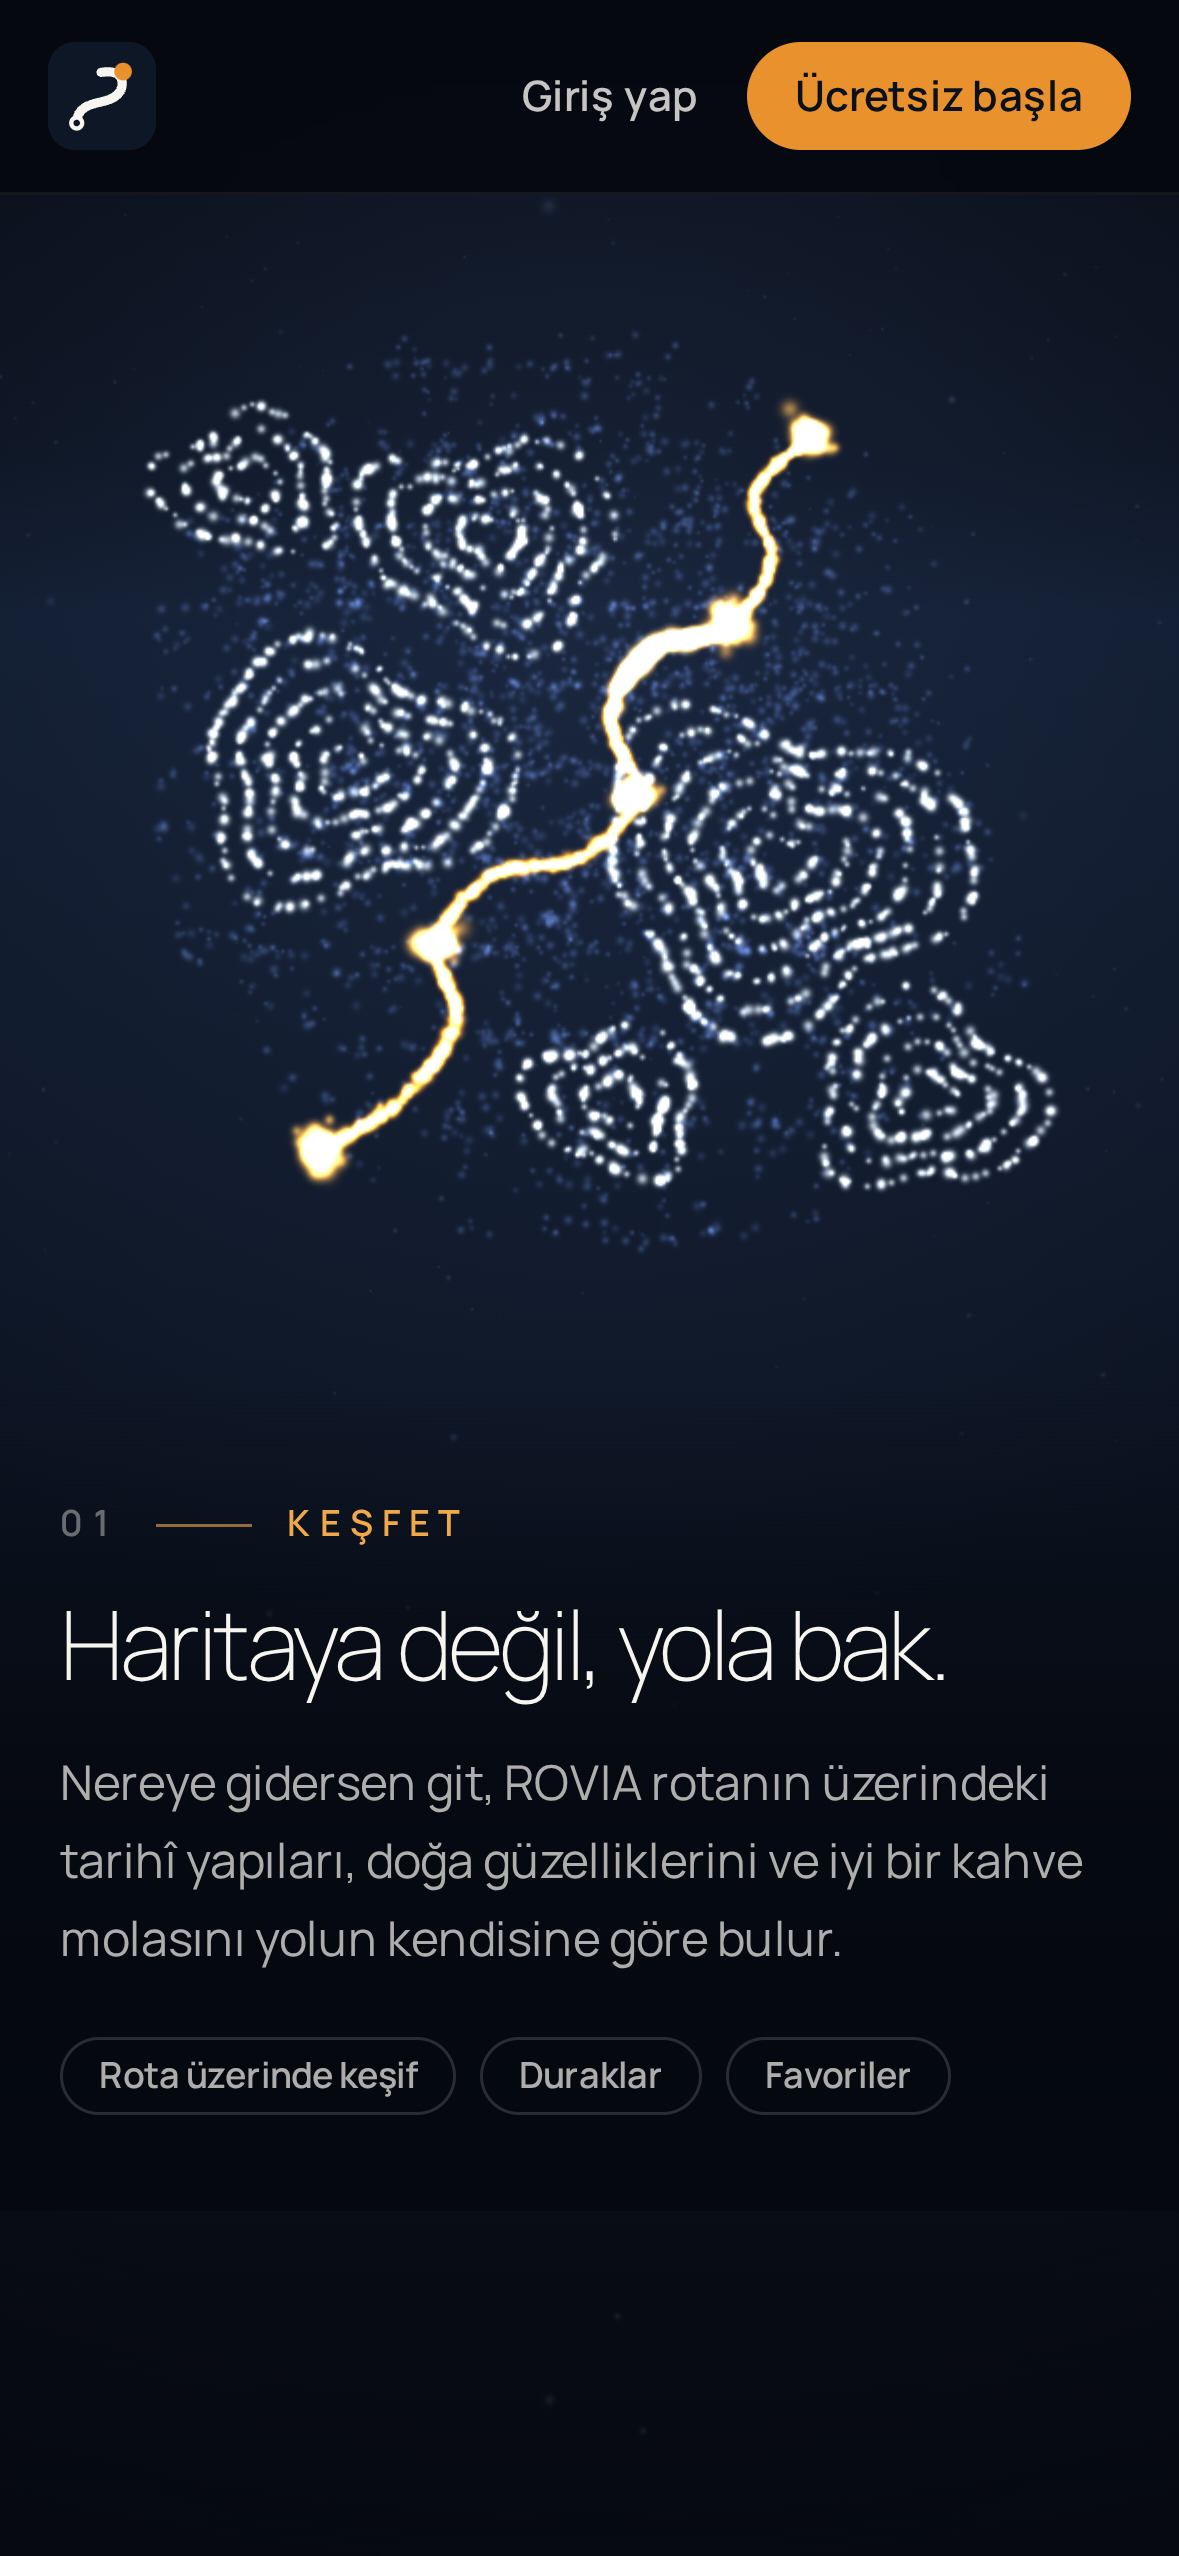 Giriş yap
Ücretsiz başla
01 KEŞFET
Haritaya değil, yola bak.
Nereye gidersen git, ROVIA rotanın üzerindeki
tarihî yapıları, doğa güzelliklerini ve iyi bir kahve
molasını yolun kendisine göre bulur.
Rota üzerinde keşif
Duraklar
Favoriler